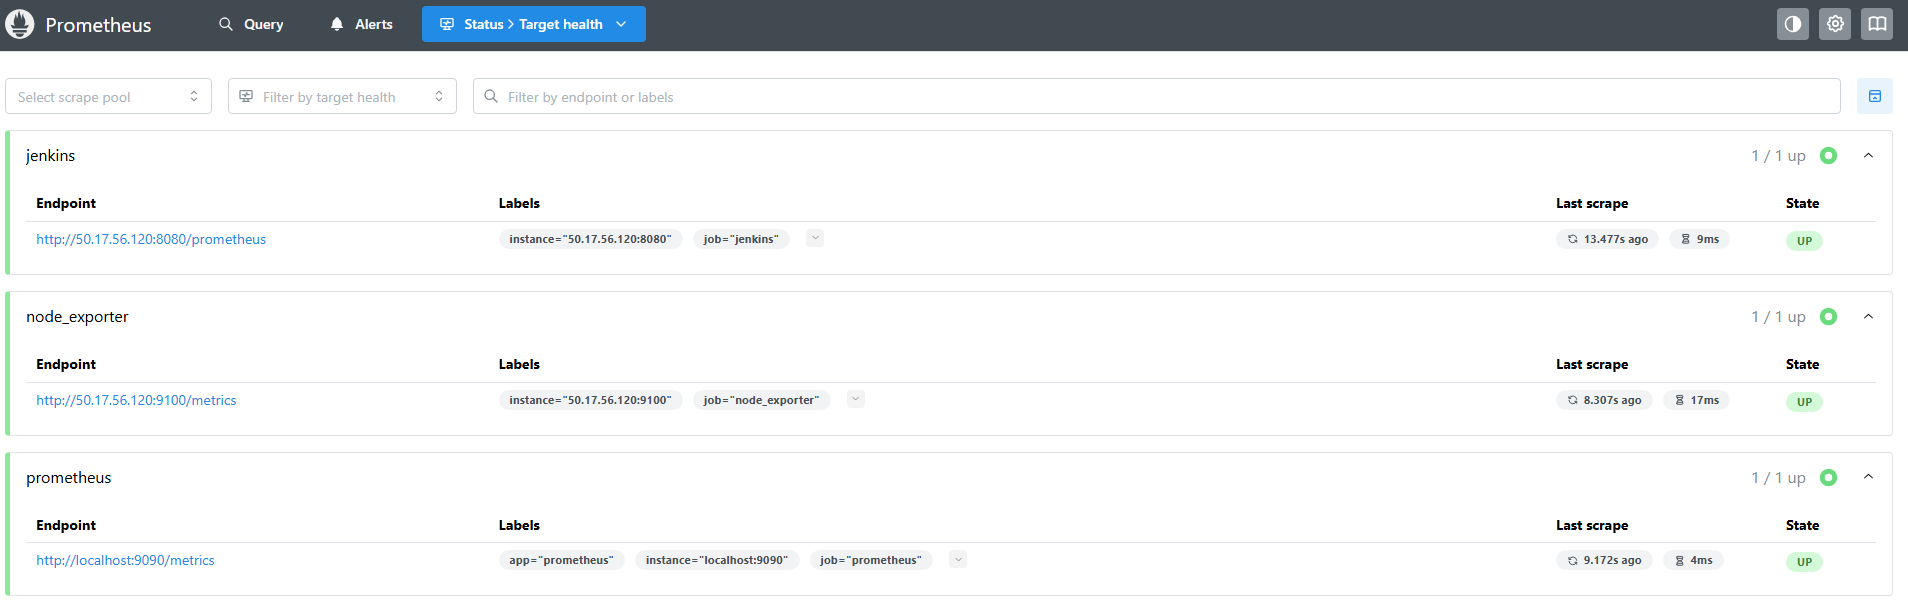 Prometheus Query Alerts Status > Target health
Select scrape pool Filter by target health Filter by endpoint or labels
jenkins 1 / 1 up
Endpoint Labels Last scrape State
http://50.17.56.120:8080/prometheus instance="50.17.56.120:8080" job="jenkins" 13.477s ago 9ms UP
node_exporter 1 / 1 up
Endpoint Labels Last scrape State
http://50.17.56.120:9100/metrics instance="50.17.56.120:9100" job="node_exporter" 8.307s ago 17ms UP
prometheus 1 / 1 up
Endpoint Labels Last scrape State
http://localhost:9090/metrics app="prometheus" instance="localhost:9090" job="prometheus" 9.172s ago 4ms UP